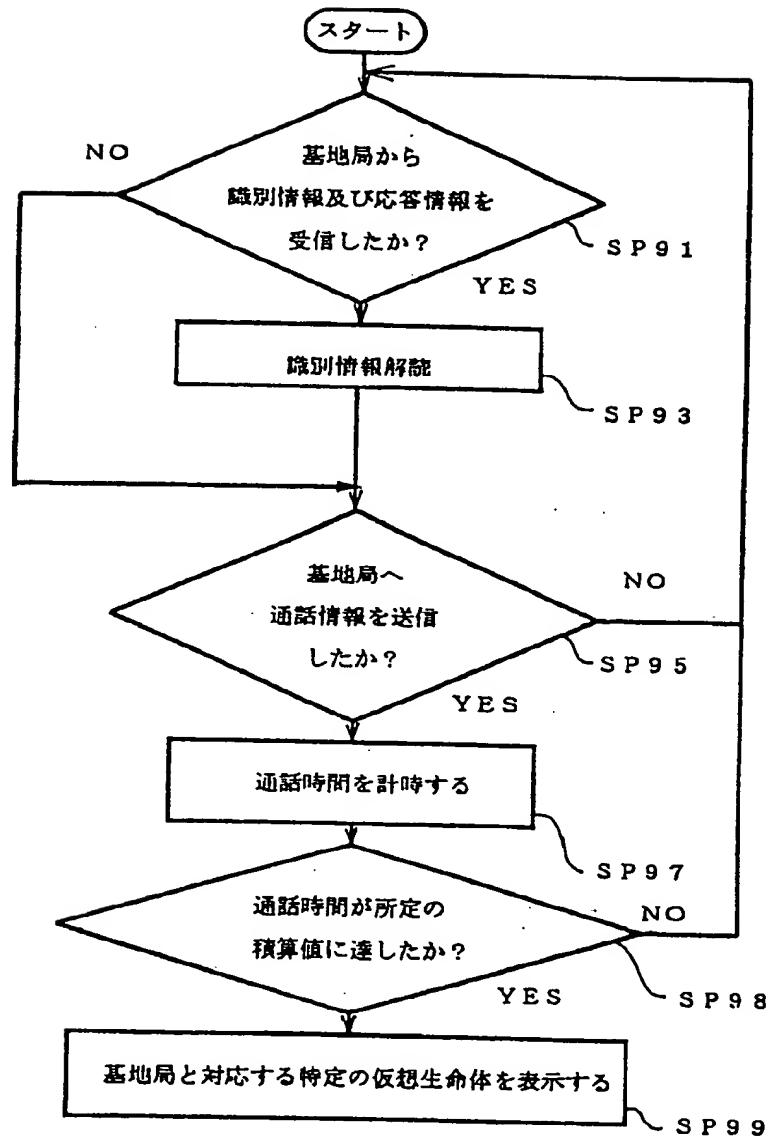 スタート
NO
基地局から
識別情報及び応答情報を
受信したか？
SP91
YES
識別情報解読
SP93
基地局へ
通話情報を送信
したか？
NO
SP95
YES
通話時間を計時する
SP97
通話時間が所定の
積算値に達したか？
NO
SP98
YES
基地局と対応する特定の仮想生命体を表示する
SP99